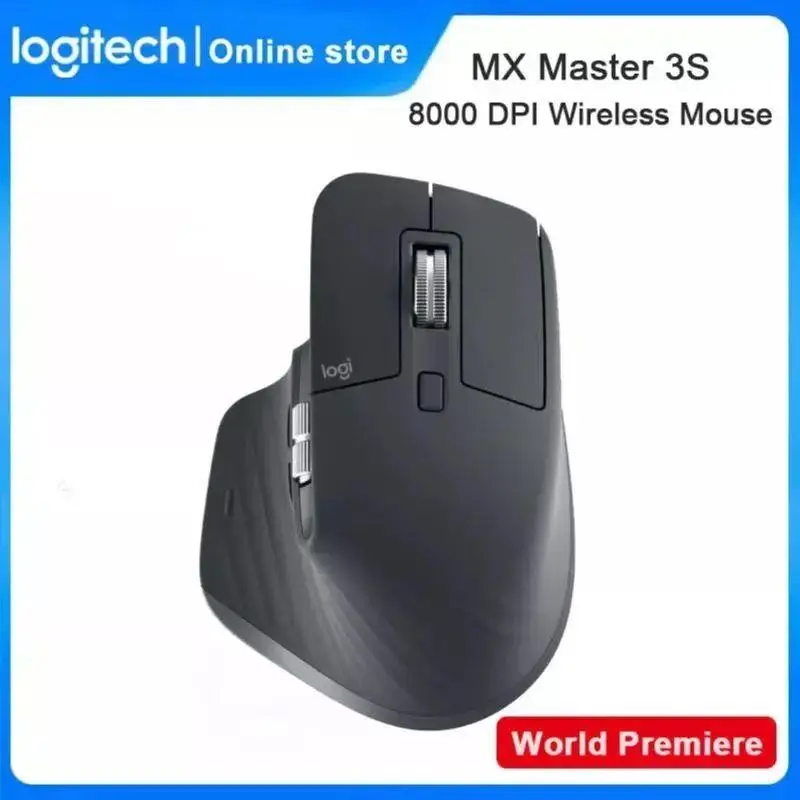 logitech | Online store
MX Master 3S
8000 DPI Wireless Mouse
logi
World Premiere